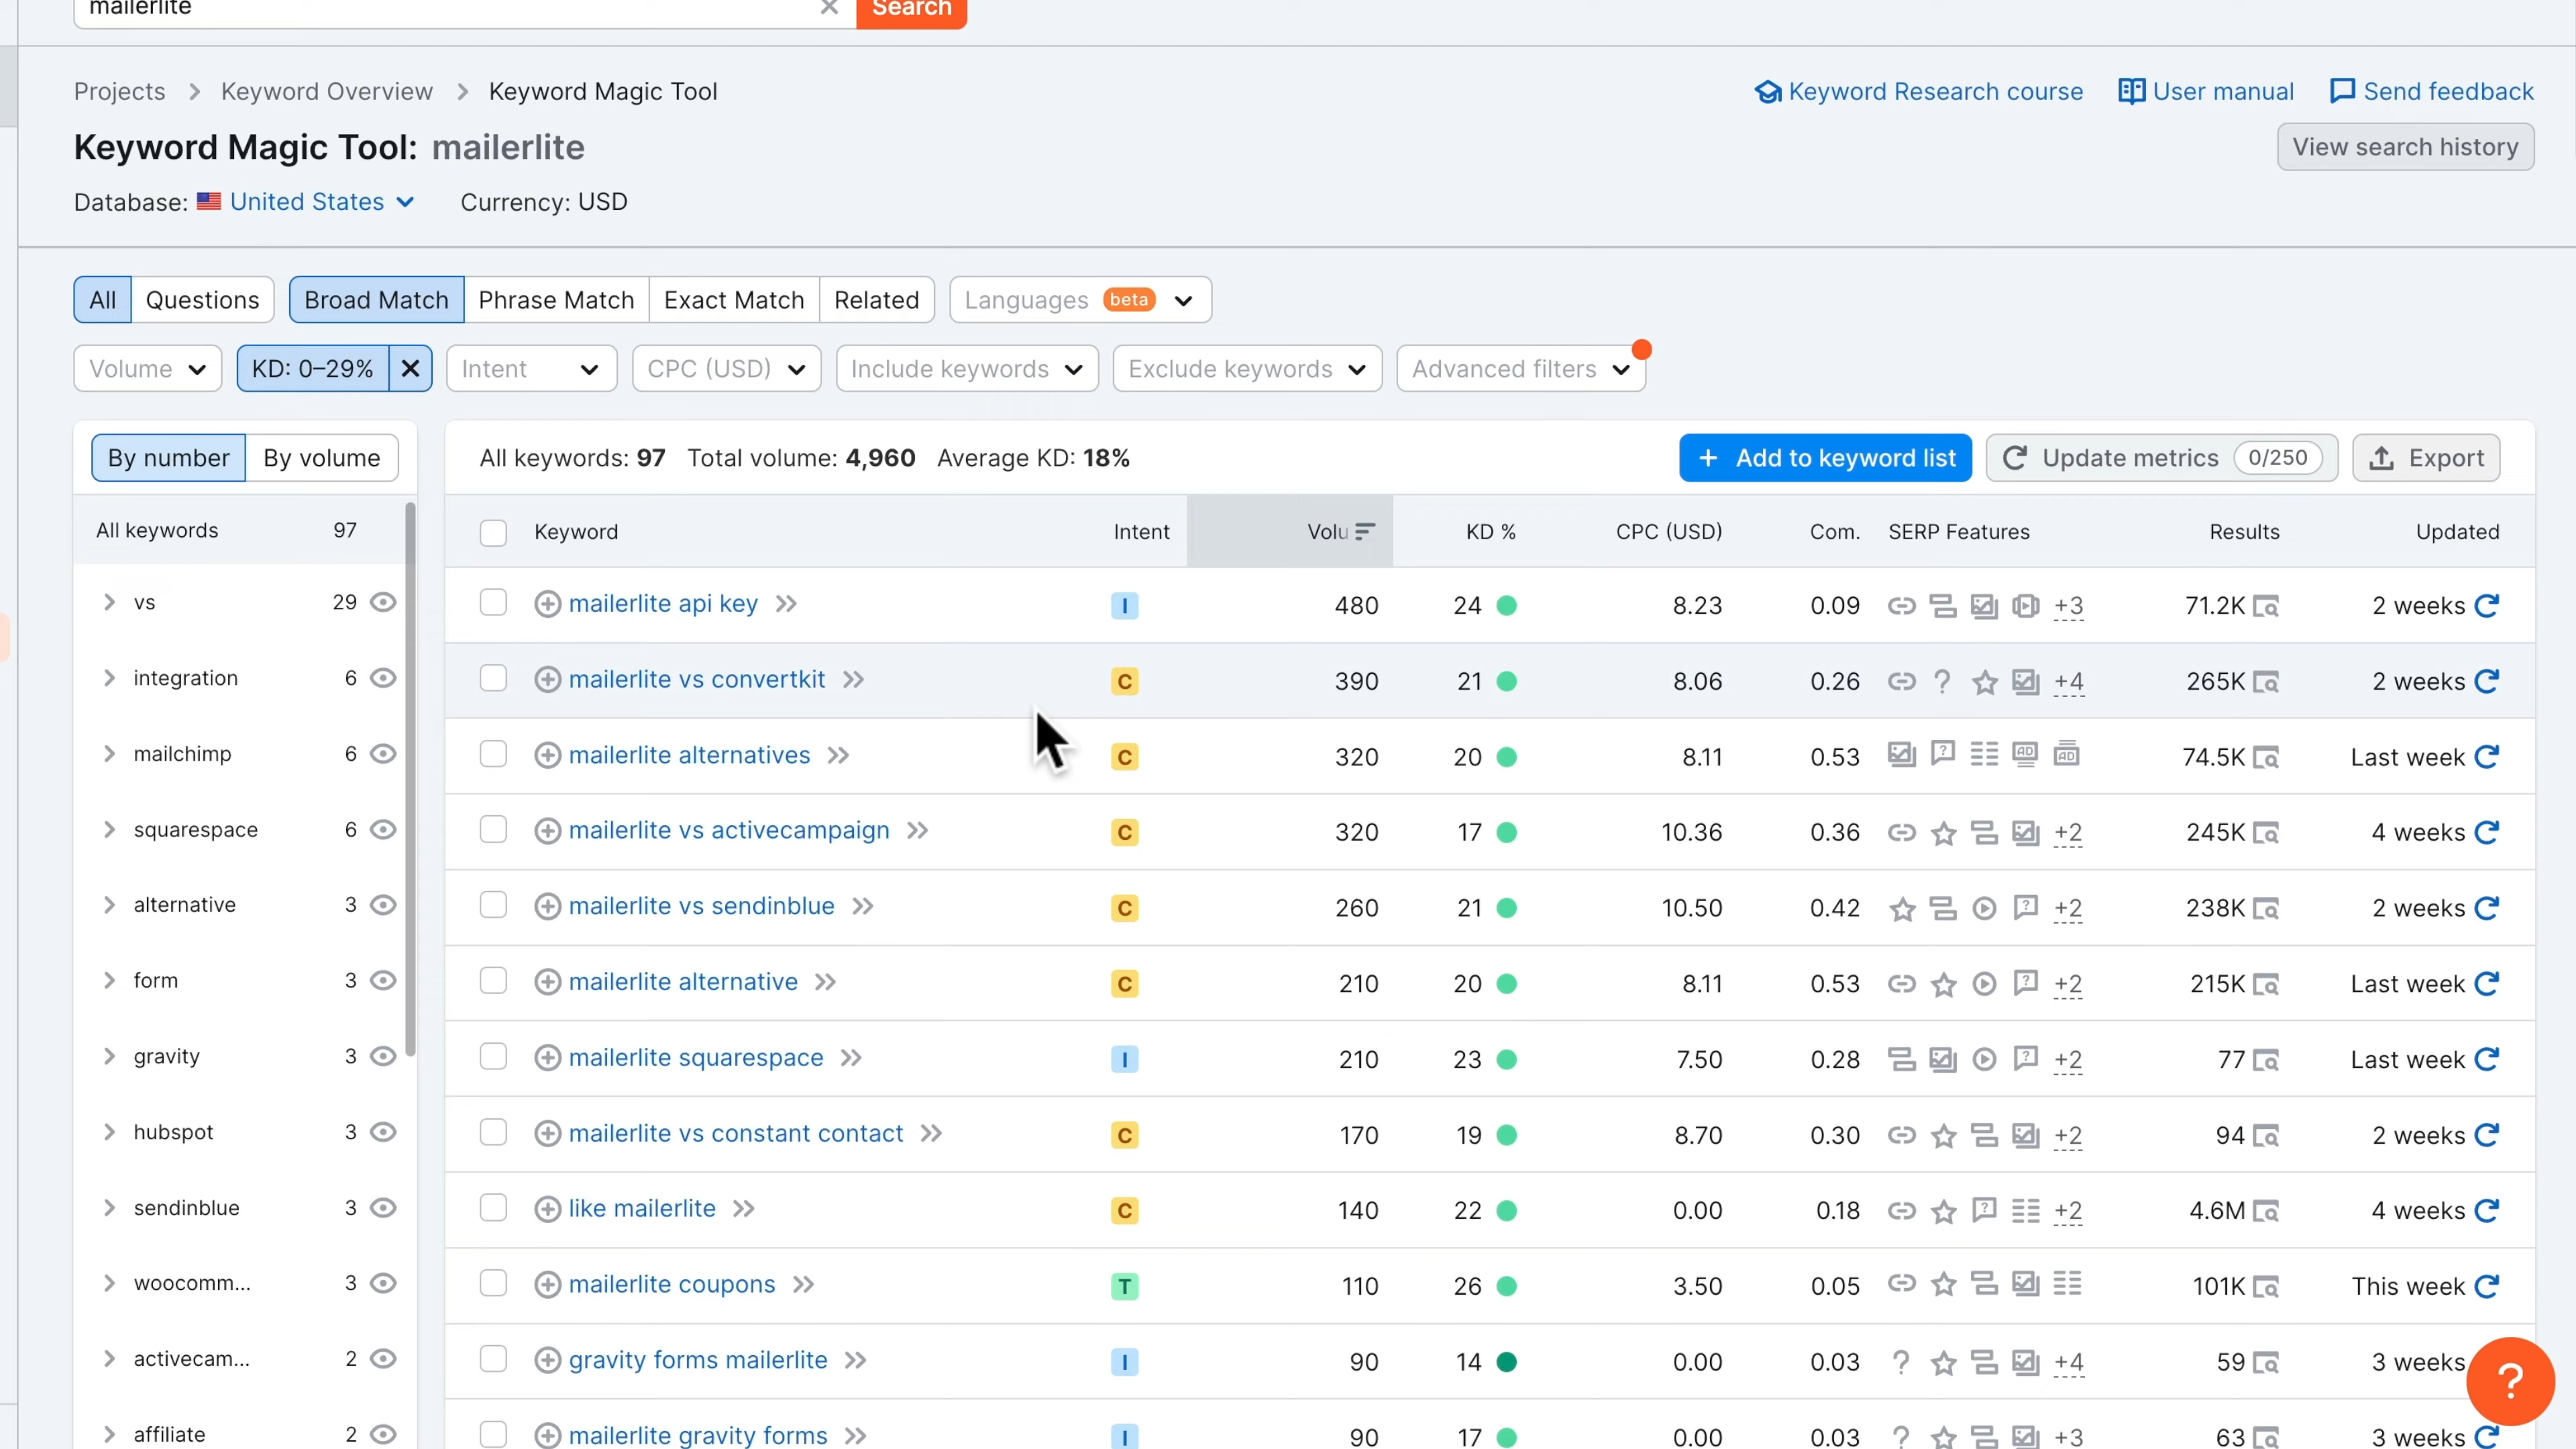 mailerlite Search
Projects Keyword Overview Keyword Magic Tool Keyword Research course User manual Send feedback
Keyword Magic Tool: mailerlite View search history
Database: United States Currency: USD
All Questions Broad Match Phrase Match Exact Match Related Languages beta
Volume KD: 0–29% Intent CPC (USD) Include keywords Exclude keywords Advanced filters
By number By volume All keywords: 97 Total volume: 4,960 Average KD: 18% + Add to keyword list Update metrics 0/250 Export
All keywords 97 Keyword Intent Volu KD % CPC (USD) Com. SERP Features Results Updated
vs 29 mailerlite api key I 480 24 8.23 0.09 +3 71.2K 2 weeks
integration 6 mailerlite vs convertkit C 390 21 8.06 0.26 ? +4 265K 2 weeks
mailchimp 6 mailerlite alternatives C 320 20 8.11 0.53 ? AD AD 74.5K Last week
squarespace 6 mailerlite vs activecampaign C 320 17 10.36 0.36 +2 245K 4 weeks
alternative 3 mailerlite vs sendinblue C 260 21 10.50 0.42 ? +2 238K 2 weeks
form 3 mailerlite alternative C 210 20 8.11 0.53 ? +2 215K Last week
gravity 3 mailerlite squarespace I 210 23 7.50 0.28 ? +2 77 Last week
hubspot 3 mailerlite vs constant contact C 170 19 8.70 0.30 +2 94 2 weeks
sendinblue 3 like mailerlite C 140 22 0.00 0.18 ? +2 4.6M 4 weeks
woocomm... 3 mailerlite coupons T 110 26 3.50 0.05 101K This week
activecam... 2 gravity forms mailerlite I 90 14 0.00 0.03 ? +4 59 3 weeks ?
affiliate 2 mailerlite gravity forms I 90 17 0.00 0.03 ? +3 63 3 weeks